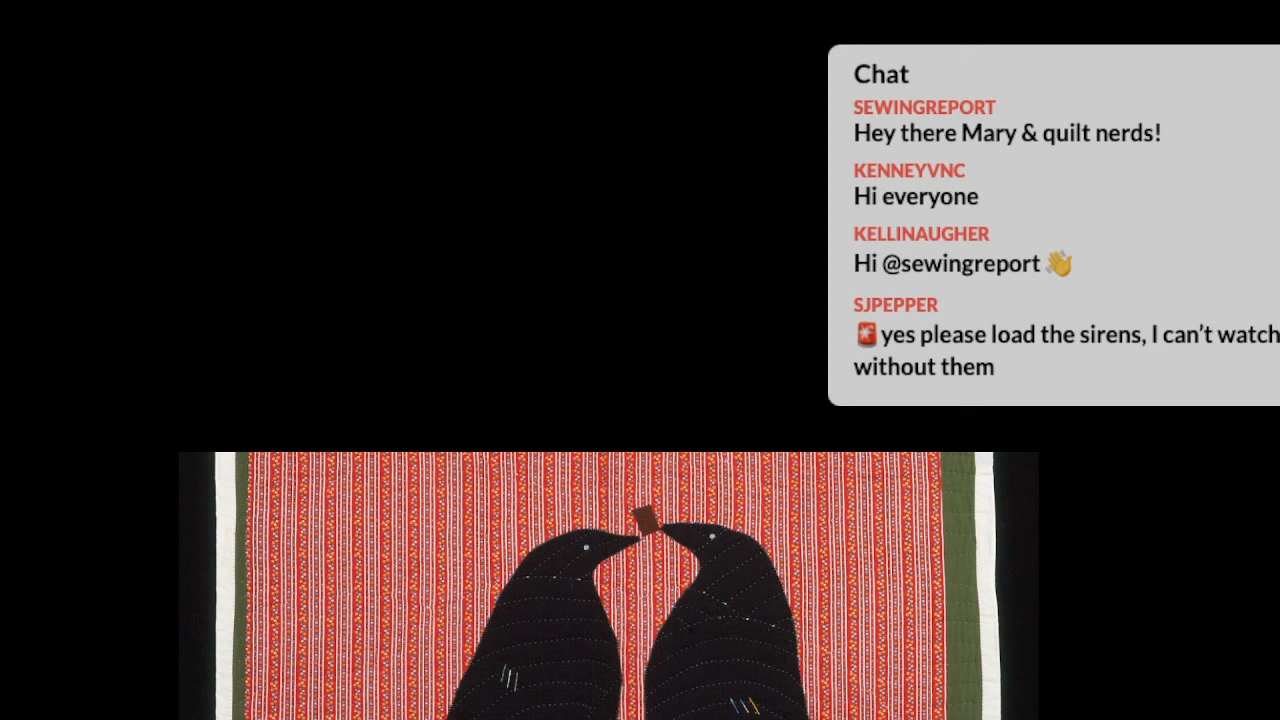 Chat
SEWINGREPORT
Hey there Mary & quilt nerds!
KENNEYVNC
Hi everyone
KELLINAUGHER
Hi @sewingreport 👋
SJPEPPER
🚨 yes please load the sirens, I can't watch
without them